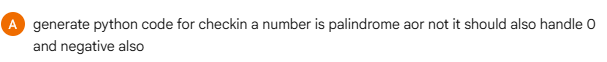 A
generate python code for checkin a number is palindrome aor not it should also handle 0
and negative also